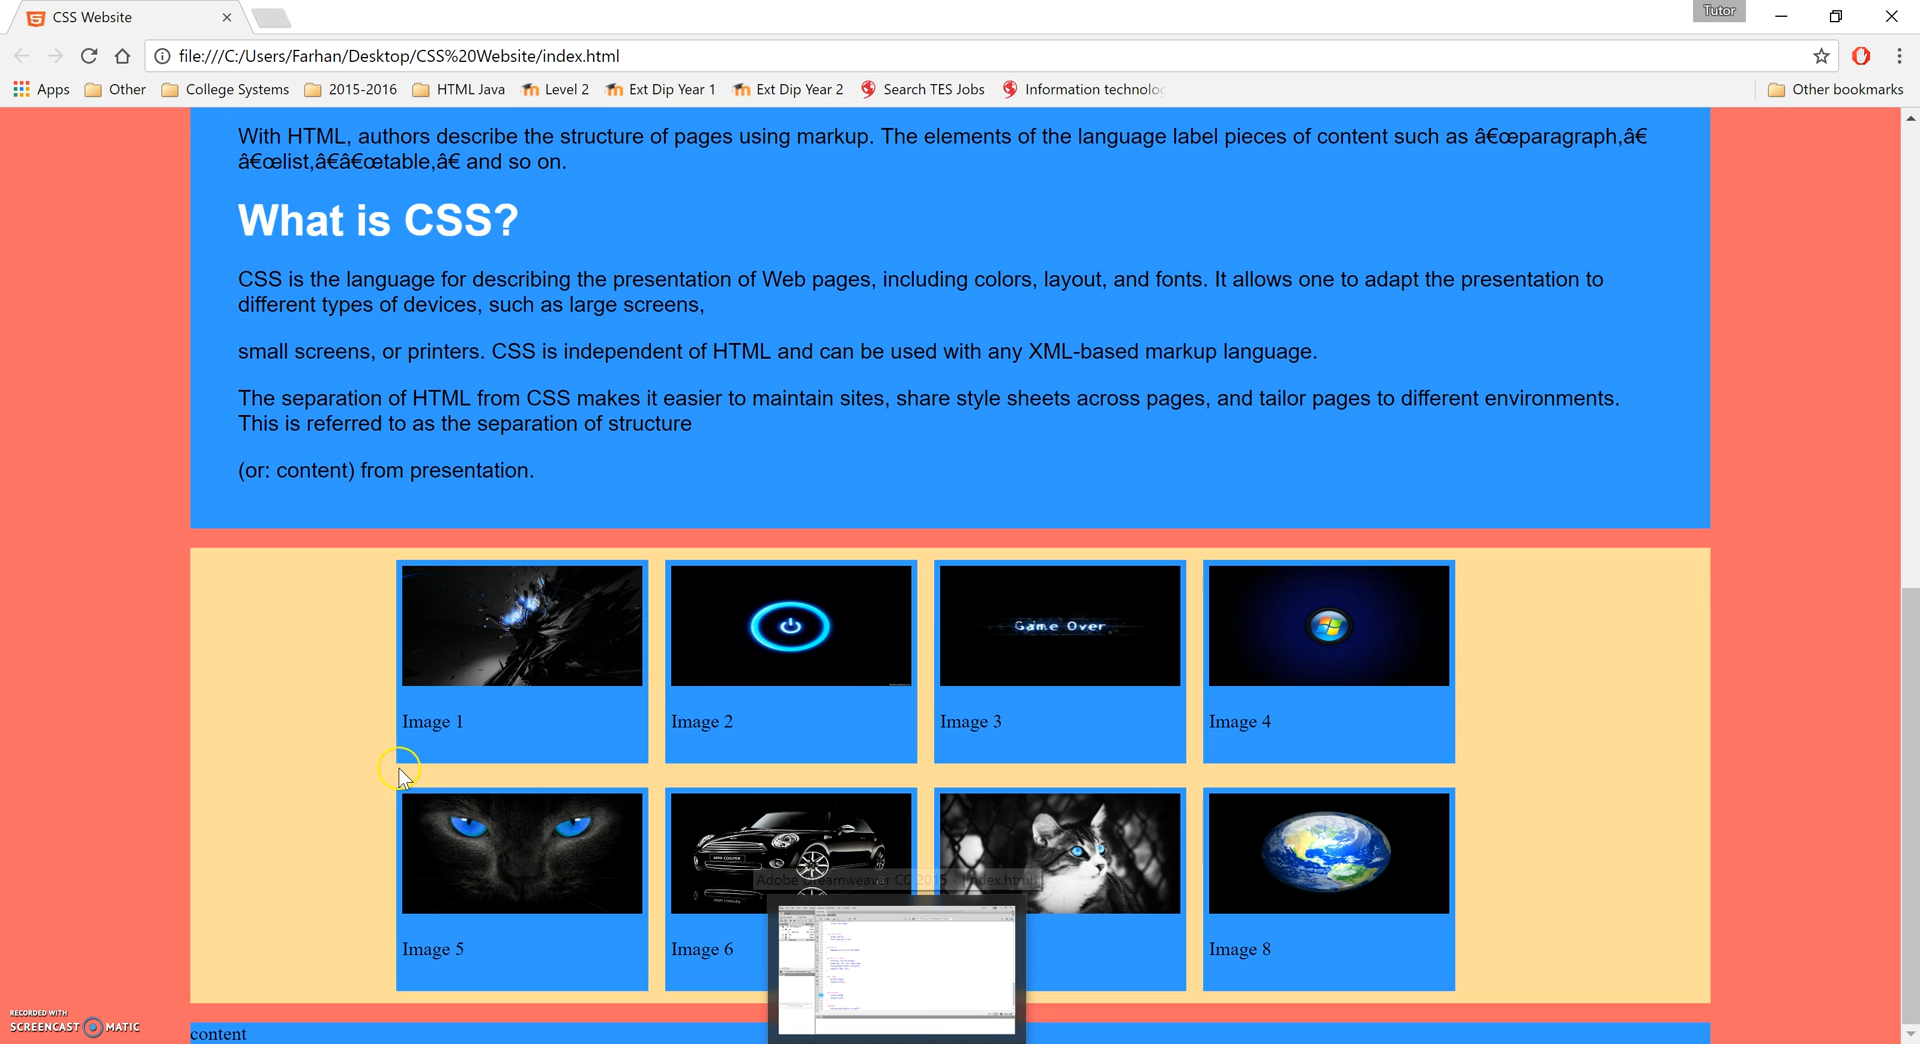 CSS Website
Tutor
file:///C:/Users/Farhan/Desktop/CSS%20Website/index.html
Apps Other College Systems 2015-2016 HTML Java Level 2 Ext Dip Year 1 Ext Dip Year 2 Search TES Jobs Information technolo Other bookmarks
With HTML, authors describe the structure of pages using markup. The elements of the language label pieces of content such as â€œparagraph,â€
â€œlist,â€â€œtable,â€ and so on.
What is CSS?
CSS is the language for describing the presentation of Web pages, including colors, layout, and fonts. It allows one to adapt the presentation to
different types of devices, such as large screens,
small screens, or printers. CSS is independent of HTML and can be used with any XML-based markup language.
The separation of HTML from CSS makes it easier to maintain sites, share style sheets across pages, and tailor pages to different environments.
This is referred to as the separation of structure
(or: content) from presentation.
Game Over
Image 1 Image 2 Image 3 Image 4
MINI COOPER
Adobe Dreamweaver CC 2015 - [index.html]
Image 5 Image 6 Image 8
RECORDED WITH
SCREENCAST MATIC
content